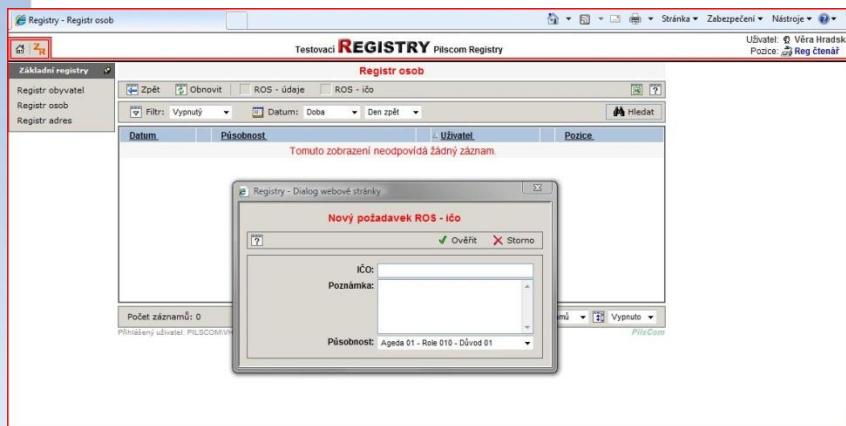 Registry - Registr osob
Stránka Zabezpečení Nástroje
ZR
Testovaci REGISTRY Pilscom Registry
Uživatel: Věra Hradsk
Pozice: Reg čtenář
Základní registry
Registr obyvatel
Registr osob
Registr adres
Registr osob
Zpět Obnovit ROS - údaje ROS - ičo
Filtr: Vypnutý Datum: Doba Den zpět Hledat
Datum Působnost Uživatel Pozice
Tomuto zobrazení neodpovídá žádný záznam.
Registry - Dialog webové stránky
Nový požadavek ROS - ičo
Ověřit Storno
IČO:
Poznámka:
Působnost: Ageda 01 - Role 010 - Důvod 01
Počet záznamů: 0
Vypnuto
Přihlášený uživatel:
PilsCom